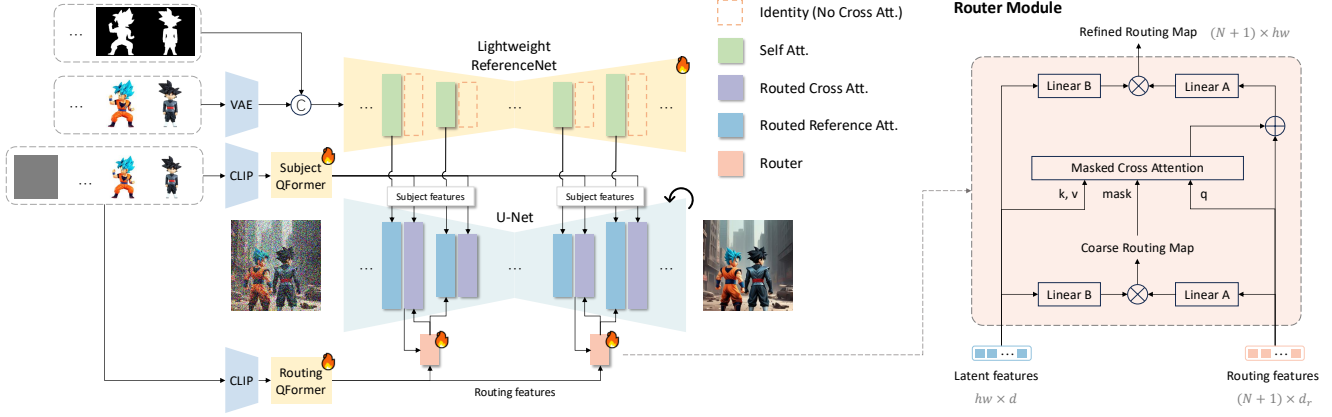 Identity (No Cross Att.)
Self Att.
Routed Cross Att.
Routed Reference Att.
Router
Lightweight
ReferenceNet
...
...
...
VAE
C
...
...
...
CLIP
Subject
QFormer
Subject features
Subject features
U-Net
...
...
...
CLIP
Routing
QFormer
Routing features
Router Module
Refined Routing Map
(N + 1) × hw
Linear B
Linear A
Masked Cross Attention
k, v
mask
q
Coarse Routing Map
Linear B
Linear A
...
...
Latent features
Routing features
hw × d
(N + 1) × d_r